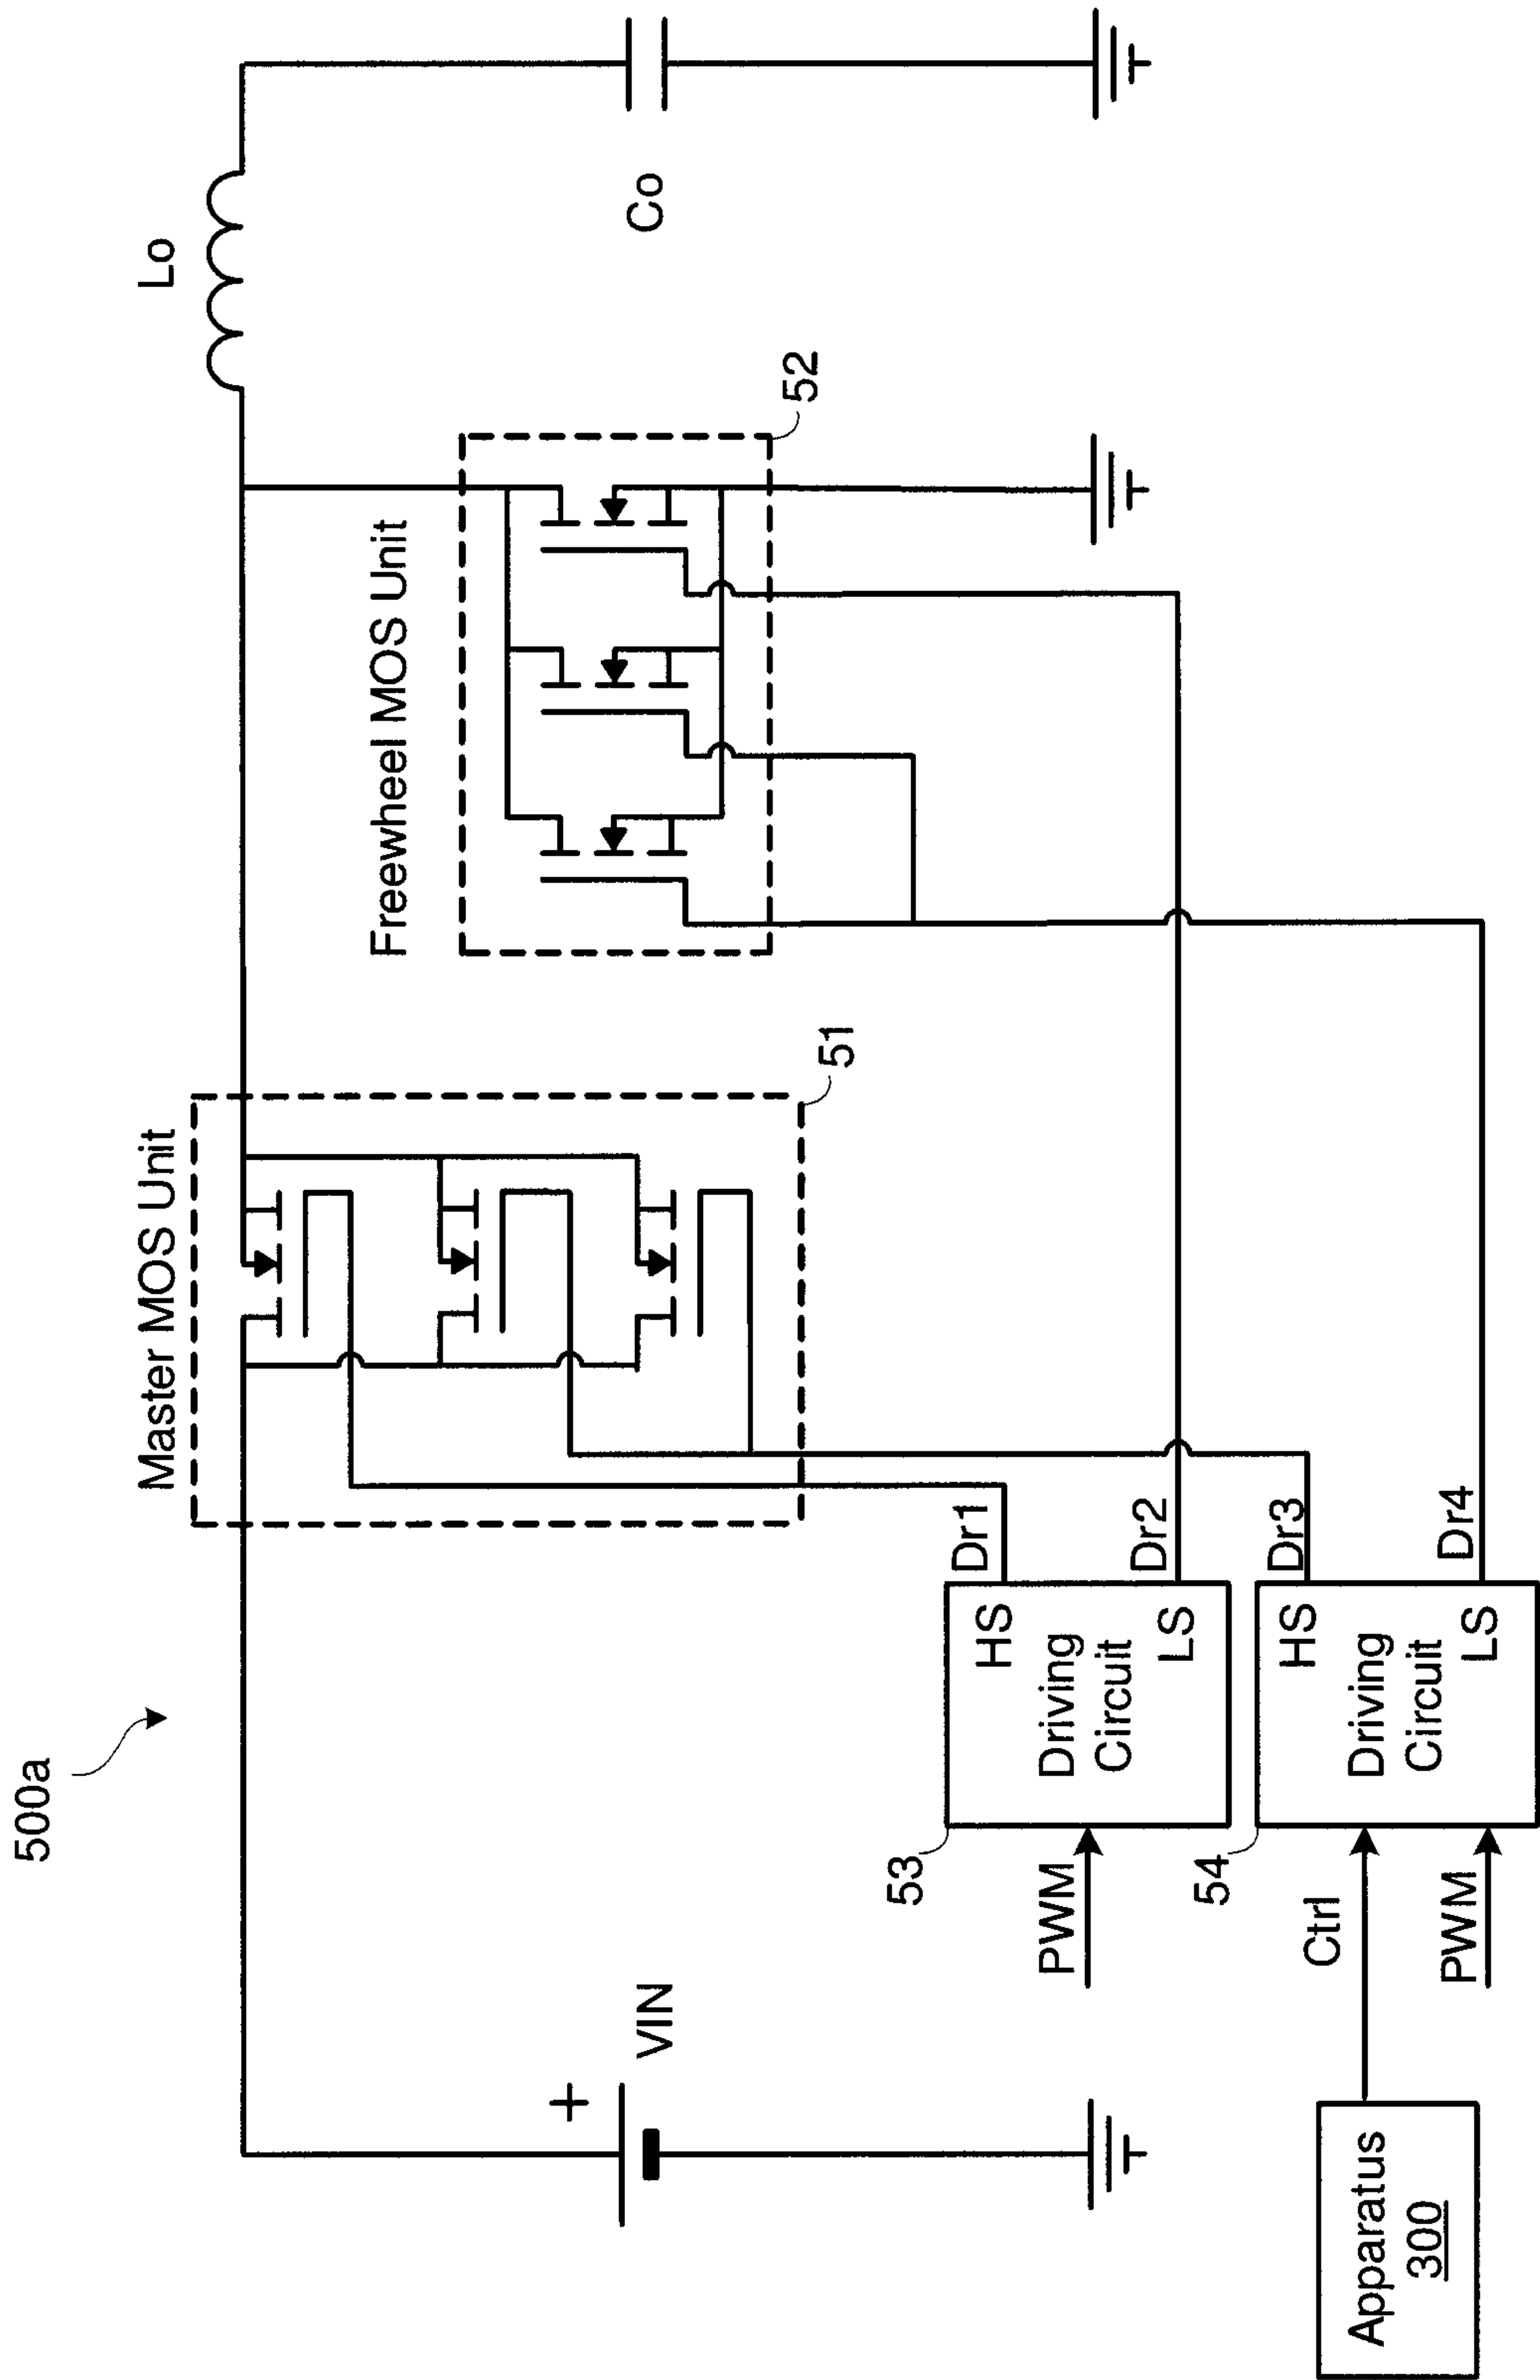 500a
Master MOS Unit
51
Freewheel MOS Unit
52
Lo
Co
+
VIN
53
PWM
HS
Driving
Circuit
LS
Dr1
Dr2
54
Ctrl
PWM
HS
Driving
Circuit
LS
Dr3
Dr4
Apparatus
300